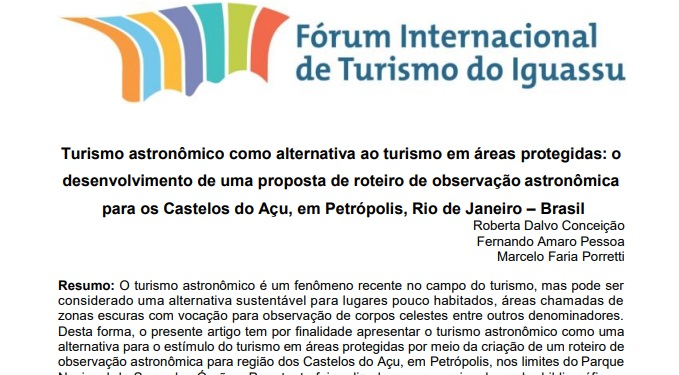 Fórum Internacional
de Turismo do Iguassu
Turismo astronômico como alternativa ao turismo em áreas protegidas: o
desenvolvimento de uma proposta de roteiro de observação astronômica
para os Castelos do Açu, em Petrópolis, Rio de Janeiro – Brasil
Roberta Dalvo Conceição
Fernando Amaro Pessoa
Marcelo Faria Porretti
Resumo: O turismo astronômico é um fenômeno recente no campo do turismo, mas pode ser
considerado uma alternativa sustentável para lugares pouco habitados, áreas chamadas de
zonas escuras com vocação para observação de corpos celestes entre outros denominadores.
Desta forma, o presente artigo tem por finalidade apresentar o turismo astronômico como uma
alternativa para o estímulo do turismo em áreas protegidas por meio da criação de um roteiro de
observação astronômica para região dos Castelos do Açu, em Petrópolis, nos limites do Parque